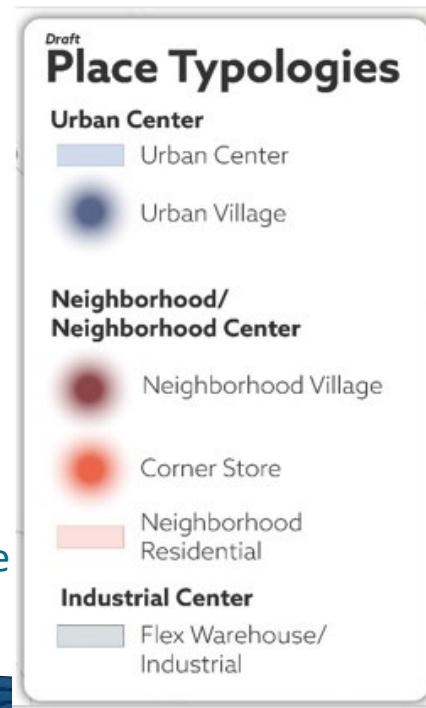 Draft
Place Typologies
Urban Center
Urban Center
Urban Village
Neighborhood/
Neighborhood Center
Neighborhood Village
Corner Store
Neighborhood
Residential
Industrial Center
Flex Warehouse/
Industrial